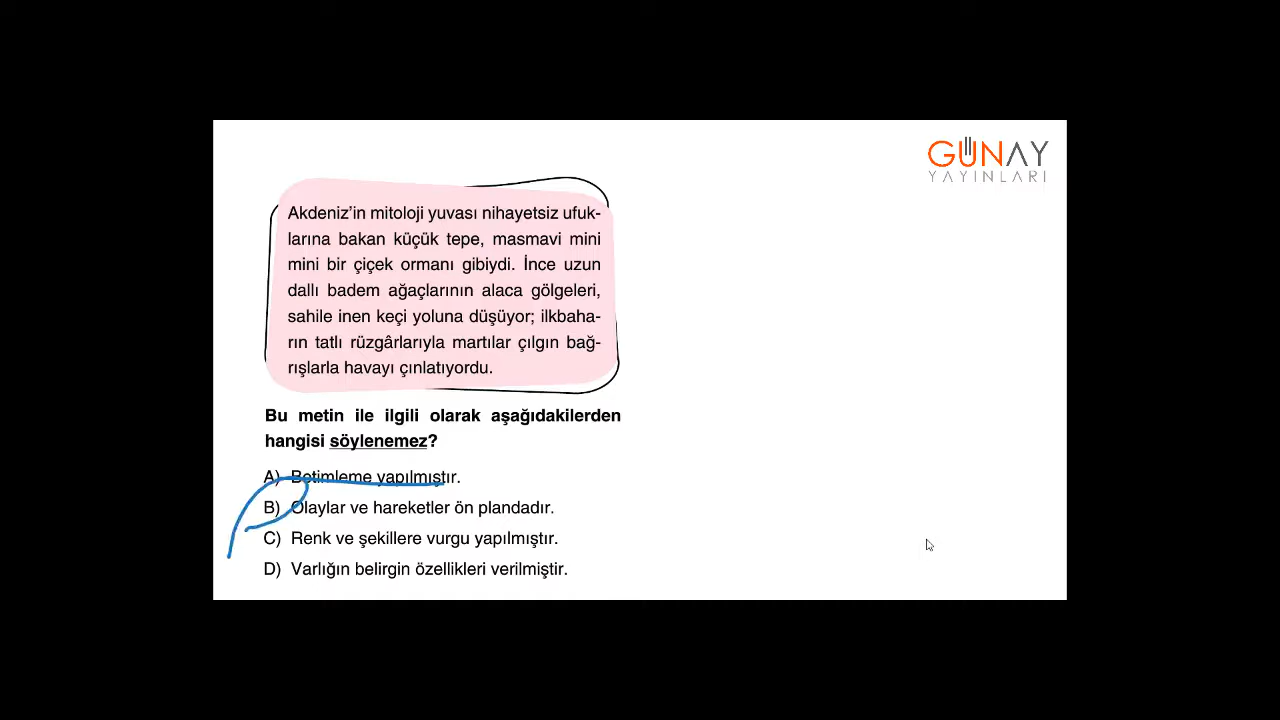 GÜNAY
YAYINLARI
Akdeniz’in mitoloji yuvası nihayetsiz ufuk-
larına bakan küçük tepe, masmavi mini
mini bir çiçek ormanı gibiydi. İnce uzun
dallı badem ağaçlarının alaca gölgeleri,
sahile inen keçi yoluna düşüyor; ilkbaha-
rın tatlı rüzgârlarıyla martılar çılgın bağ-
rışlarla havayı çınlatıyordu.
Bu metin ile ilgili olarak aşağıdakilerden
hangisi söylenemez?
A) Betimleme yapılmıştır.
B) Olaylar ve hareketler ön plandadır.
C) Renk ve şekillere vurgu yapılmıştır.
D) Varlığın belirgin özellikleri verilmiştir.